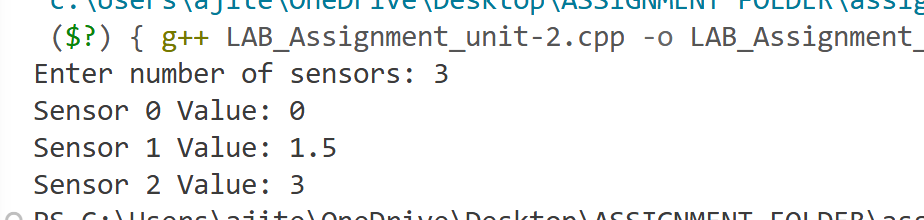 c:\Users\ajite\OneDrive\Desktop\ASSIGNMENT FOLDER\assig
($?) { g++ LAB_Assignment_unit-2.cpp -o LAB_Assignment_
Enter number of sensors: 3
Sensor 0 Value: 0
Sensor 1 Value: 1.5
Sensor 2 Value: 3
PS C:\Users\ajite\OneDrive\Desktop\ASSIGNMENT FOLDER\ass